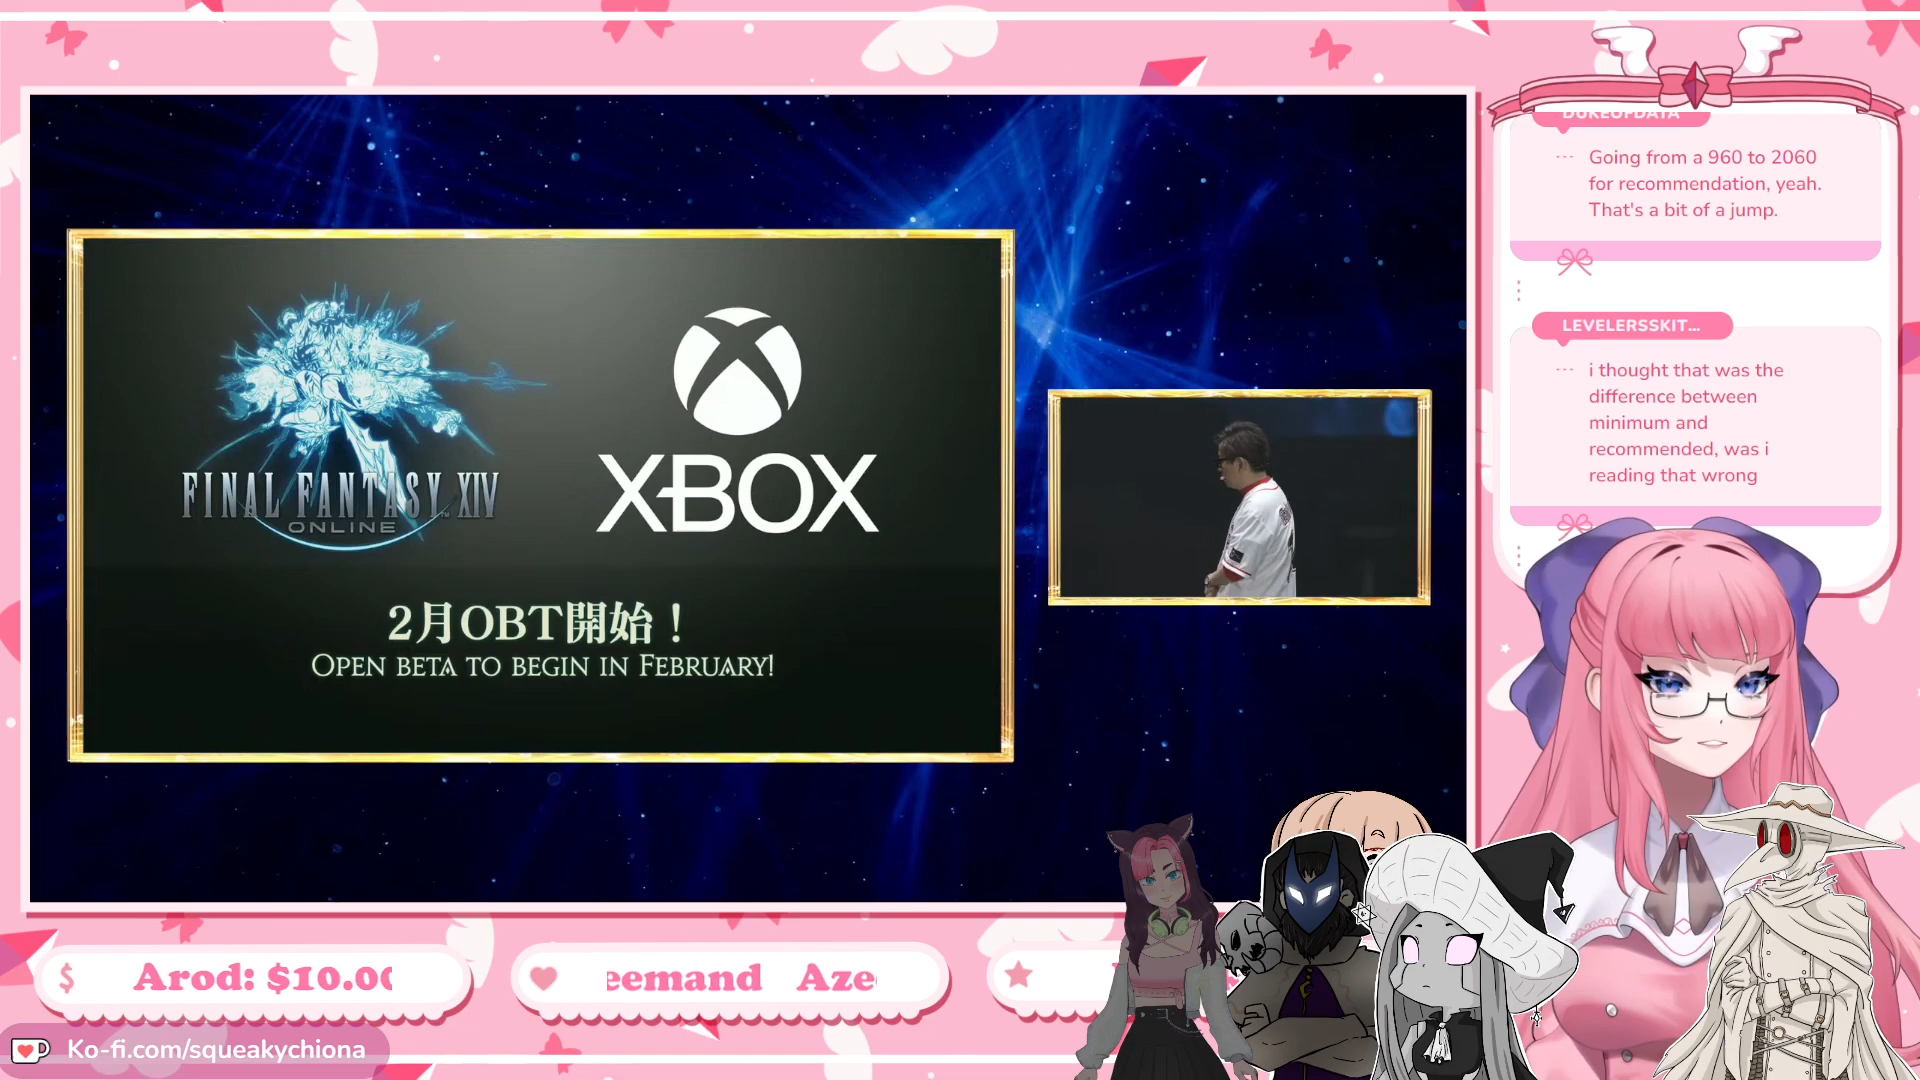 DUKEOFDATA
Going from a 960 to 2060
for recommendation, yeah.
That's a bit of a jump.
LEVELERSSKIT...
i thought that was the
difference between
minimum and
recommended, was i
reading that wrong
FINAL FANTASY XIV
ONLINE
XBOX
2月OBT開始！
OPEN BETA TO BEGIN IN FEBRUARY!
$ Arod: $10.00
eemand Aze
Ko-fi.com/squeakychiona